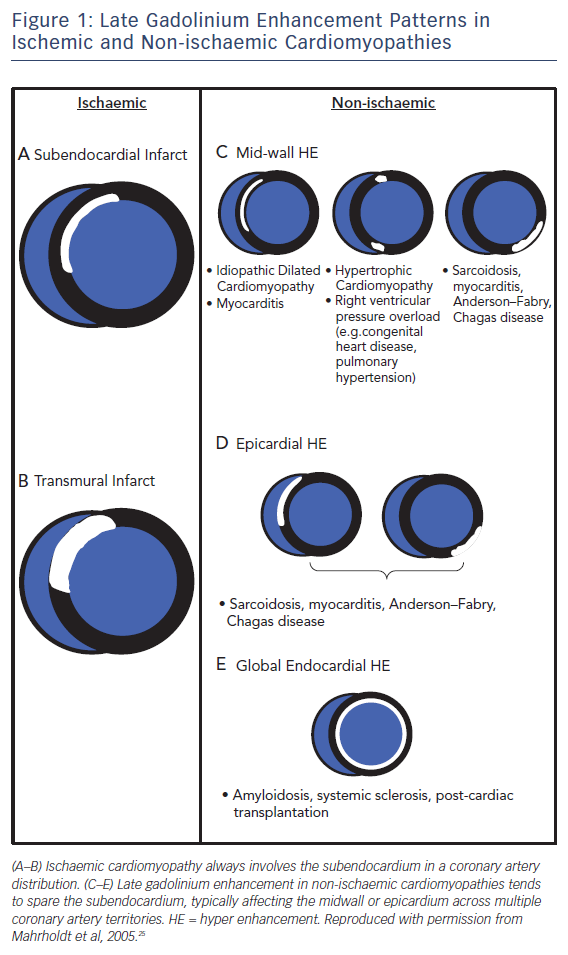 Figure 1: Late Gadolinium Enhancement Patterns in
Ischemic and Non-ischaemic Cardiomyopathies
Ischaemic
A Subendocardial Infarct
B Transmural Infarct
Non-ischaemic
C Mid-wall HE
• Idiopathic Dilated
Cardiomyopathy
• Myocarditis
• Hypertrophic
Cardiomyopathy
• Right ventricular
pressure overload
(e.g.congenital
heart disease,
pulmonary
hypertension)
• Sarcoidosis,
myocarditis,
Anderson–Fabry,
Chagas disease
D Epicardial HE
• Sarcoidosis, myocarditis, Anderson–Fabry,
Chagas disease
E Global Endocardial HE
• Amyloidosis, systemic sclerosis, post-cardiac
transplantation
(A–B) Ischaemic cardiomyopathy always involves the subendocardium in a coronary artery
distribution. (C–E) Late gadolinium enhancement in non-ischaemic cardiomyopathies tends
to spare the subendocardium, typically affecting the midwall or epicardium across multiple
coronary artery territories. HE = hyper enhancement. Reproduced with permission from
Mahrholdt et al, 2005.²⁵